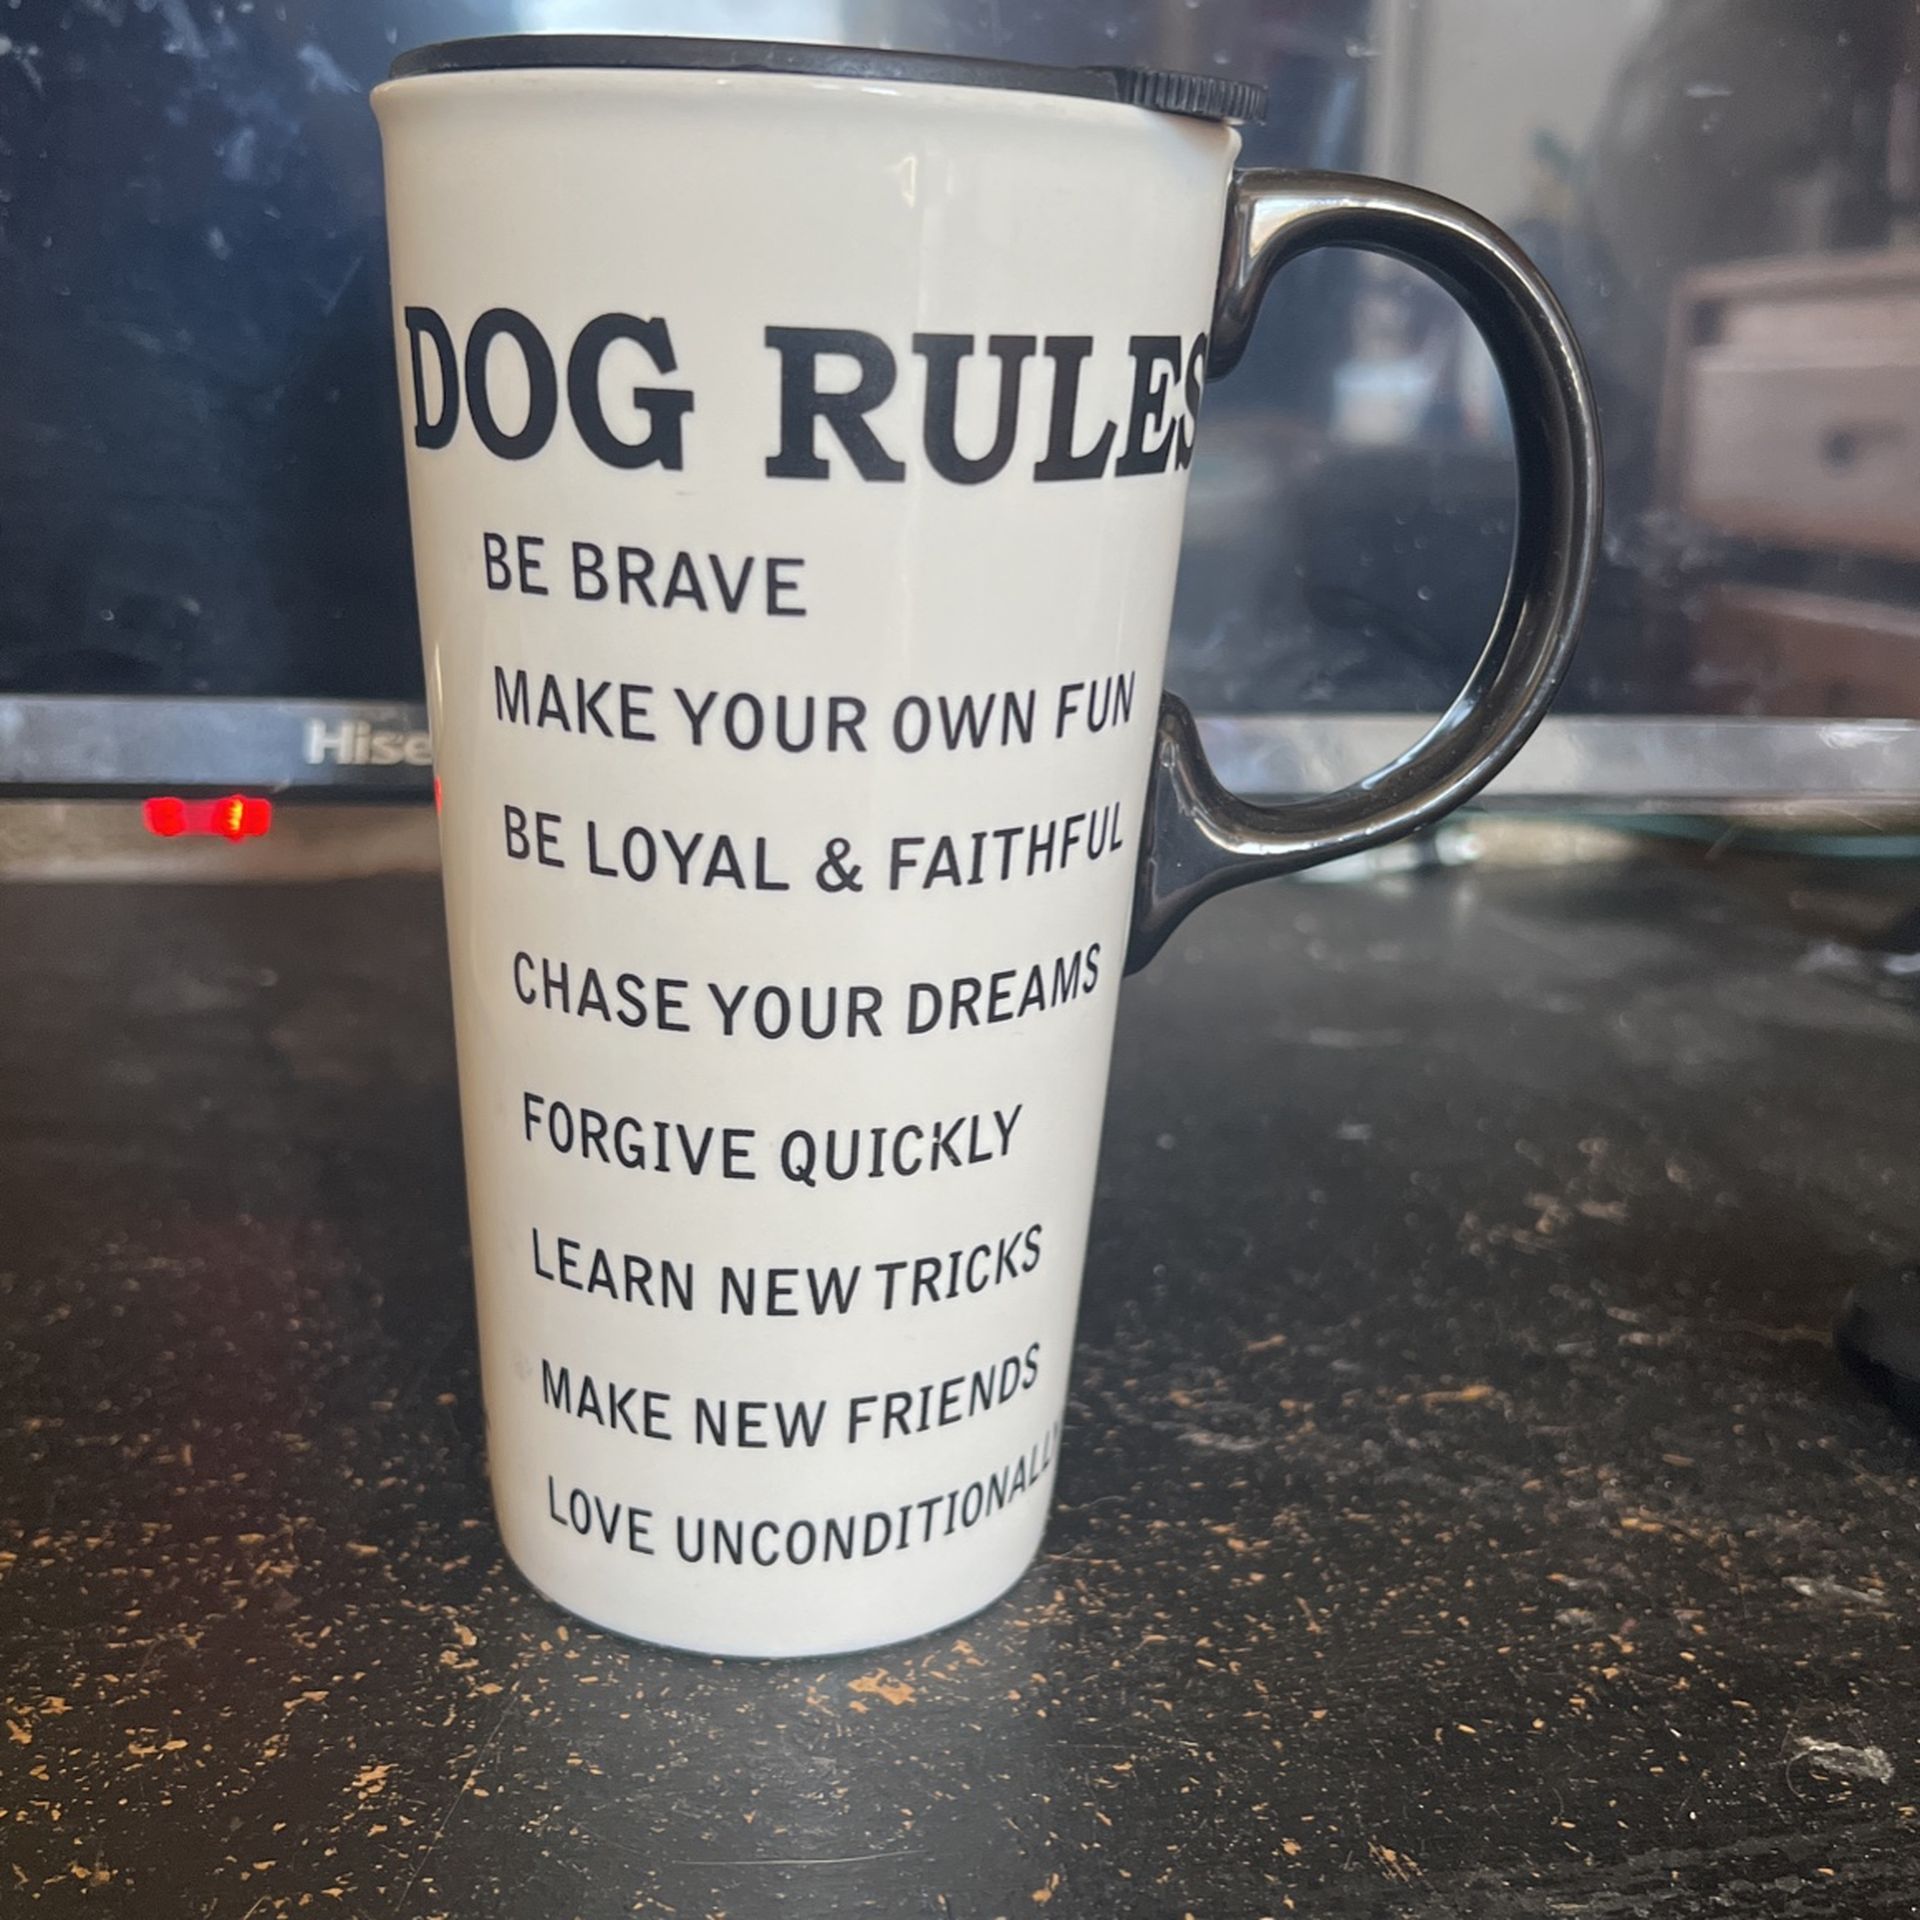 DOG RULES
BE BRAVE
MAKE YOUR OWN FUN
BE LOYAL & FAITHFUL
CHASE YOUR DREAMS
FORGIVE QUICKLY
LEARN NEW TRICKS
MAKE NEW FRIENDS
LOVE UNCONDITIONALLY
Hise